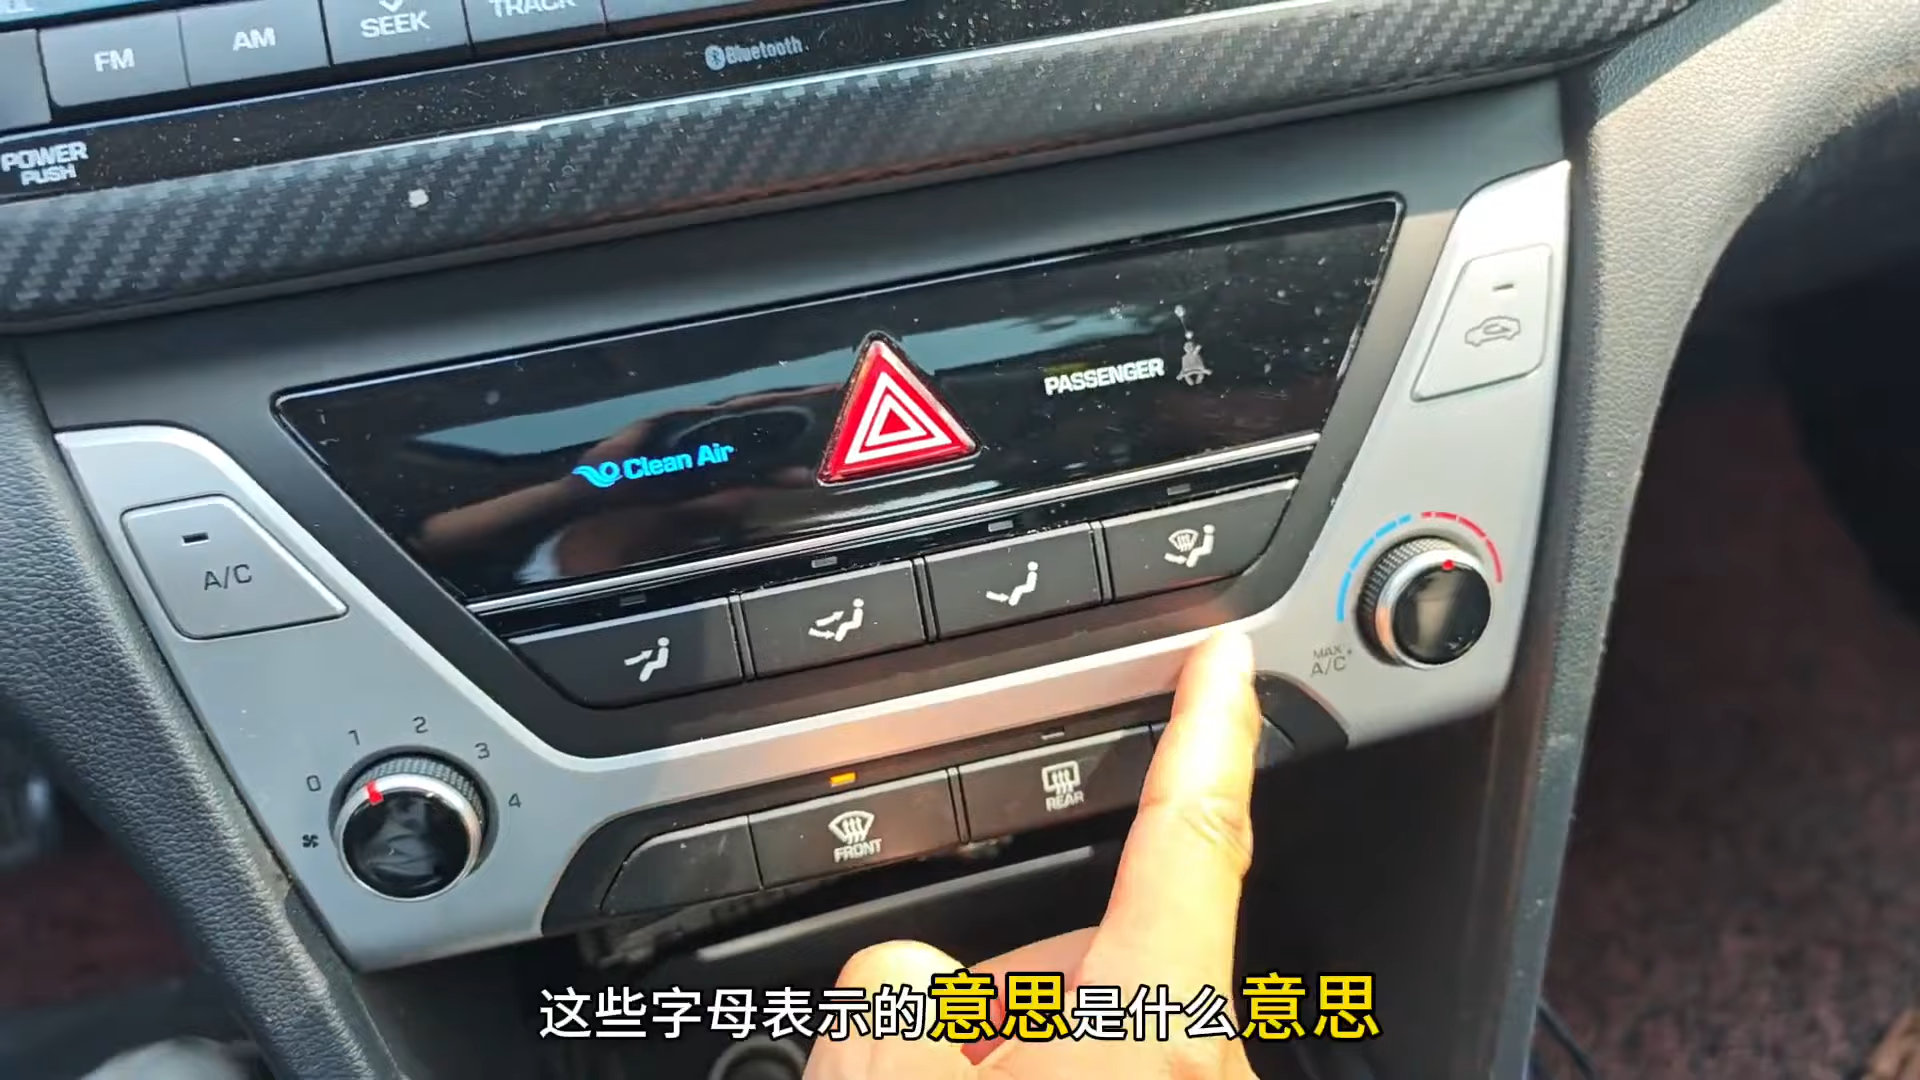 FM
AM
SEEK
TRACK
Bluetooth
POWER
PUSH
PASSENGER
Clean Air
A/C
MAX
A/C
0
1
2
3
4
FRONT
REAR
这些字母表示的意思是什么意思